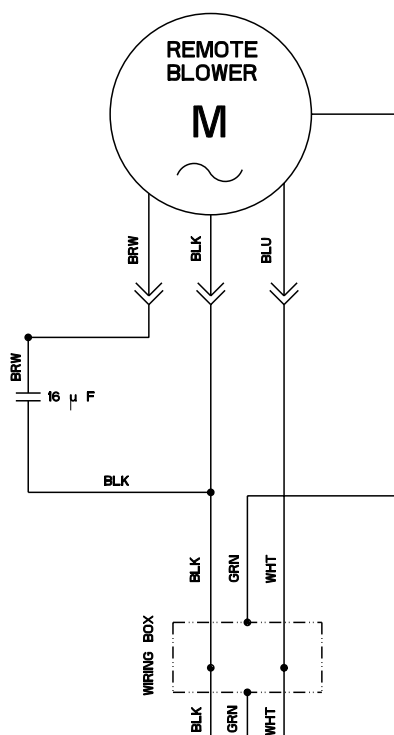 REMOTE
BLOWER
M
BRW
BLK
BLU
BRW
16 µ F
BLK
BLK
GRN
WHT
WIRING BOX
BLK
GRN
WHT